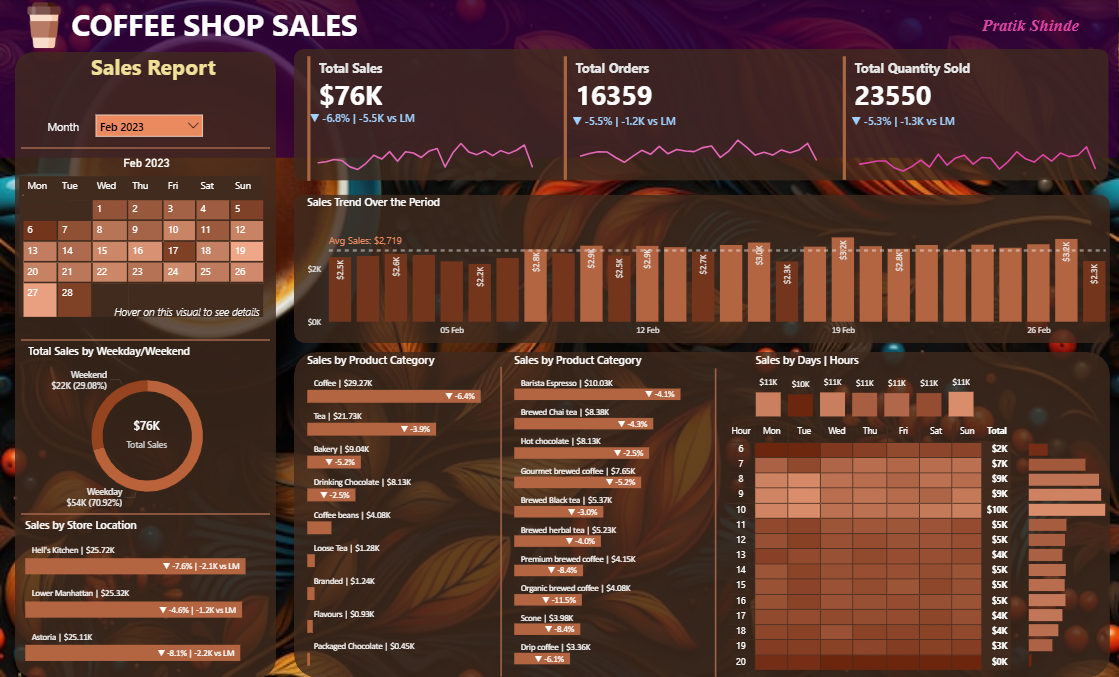 COFFEE SHOP SALES
Pratik Shinde
Sales Report
Month
Feb 2023
Feb 2023
Mon Tue Wed Thu Fri Sat Sun
1 2 3 4 5
6 7 8 9 10 11 12
13 14 15 16 17 18 19
20 21 22 23 24 25 26
27 28
Hover on this visual to see details
Total Sales by Weekday/Weekend
Weekend
$22K (29.08%)
$76K
Total Sales
Weekday
$54K (70.92%)
Sales by Store Location
Hell's Kitchen | $25.72K
▼ -7.6% | -2.1K vs LM
Lower Manhattan | $25.32K
▼ -4.6% | -1.2K vs LM
Astoria | $25.11K
▼ -8.1% | -2.2K vs LM
Total Sales
$76K
▼ -6.8% | -5.5K vs LM
Total Orders
16359
▼ -5.5% | -1.2K vs LM
Total Quantity Sold
23550
▼ -5.3% | -1.3K vs LM
Sales Trend Over the Period
Avg Sales: $2,719
$2K
$0K
$2.5K $2.6K $2.2K $2.8K $2.9K $2.5K $2.9K $2.7K $3.0K $2.3K $3.2K $2.8K $3.2K $2.3K
05 Feb 12 Feb 19 Feb 26 Feb
Sales by Product Category
Coffee | $29.27K
▼ -6.4%
Tea | $21.73K
▼ -3.9%
Bakery | $9.04K
▼ -5.2%
Drinking Chocolate | $8.13K
▼ -2.5%
Coffee beans | $4.08K
Loose Tea | $1.28K
Branded | $1.24K
Flavours | $0.93K
Packaged Chocolate | $0.45K
Sales by Product Category
Barista Espresso | $10.03K
▼ -4.1%
Brewed Chai tea | $8.38K
▼ -4.3%
Hot chocolate | $8.13K
▼ -2.5%
Gourmet brewed coffee | $7.65K
▼ -5.2%
Brewed Black tea | $5.37K
▼ -3.0%
Brewed herbal tea | $5.23K
▼ -4.0%
Premium brewed coffee | $4.15K
▼ -8.4%
Organic brewed coffee | $4.08K
▼ -11.5%
Scone | $3.98K
▼ -8.4%
Drip coffee | $3.36K
▼ -6.1%
Sales by Days | Hours
$11K $10K $11K $11K $11K $11K $11K
Hour Mon Tue Wed Thu Fri Sat Sun Total
6 $2K
7 $7K
8 $9K
9 $9K
10 $10K
11 $5K
12 $5K
13 $4K
14 $5K
15 $5K
16 $5K
17 $4K
18 $4K
19 $3K
20 $0K